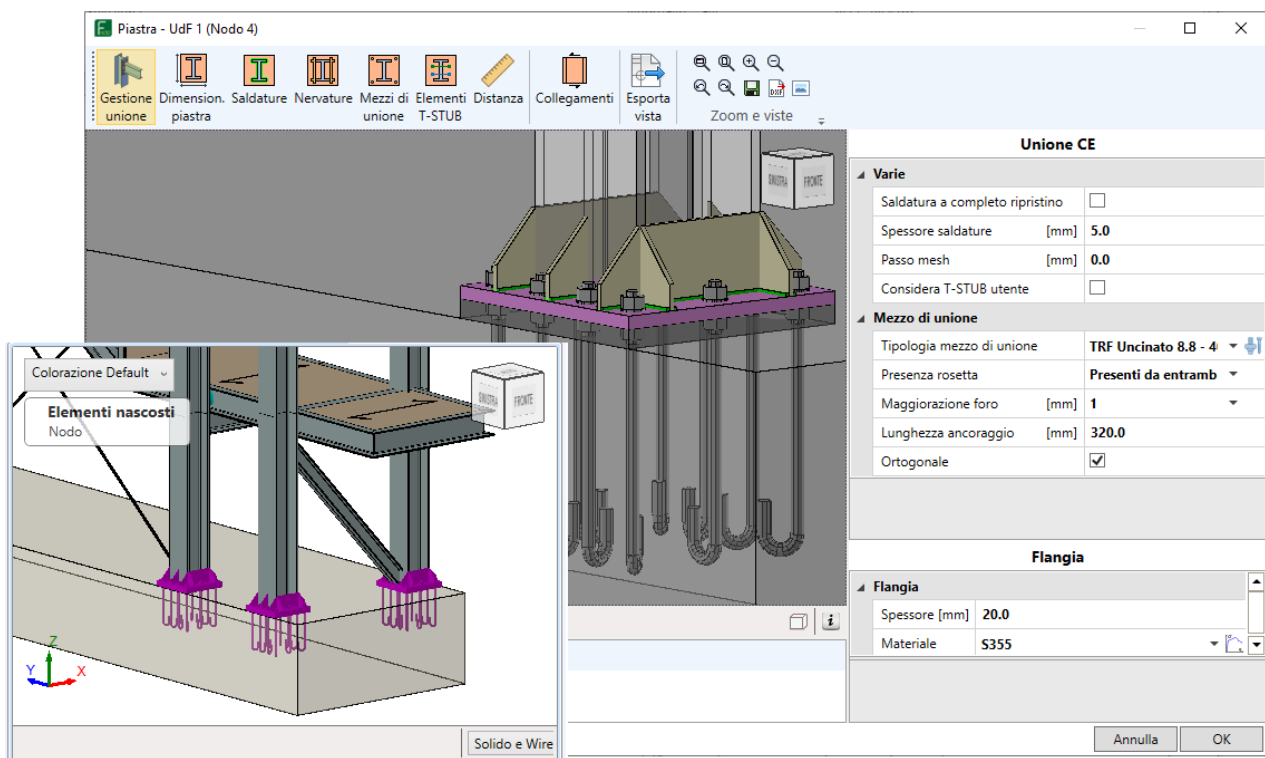 Piastra - UdF 1 (Nodo 4)
Gestione unione
Dimension. piastra
Saldature
Nervature
Mezzi di unione
Elementi T-STUB
Distanza
Collegamenti
Esporta vista
DXF
Zoom e viste
SINISTRA FRONTE
Unione CE
Varie
Saldatura a completo ripristino
Spessore saldature [mm] 5.0
Passo mesh [mm] 0.0
Considera T-STUB utente
Mezzo di unione
Tipologia mezzo di unione TRF Uncinato 8.8 - 4
Presenza rosetta Presenti da entramb
Maggiorazione foro [mm] 1
Lunghezza ancoraggio [mm] 320.0
Ortogonale
Flangia
Flangia
Spessore [mm] 20.0
Materiale S355
Annulla OK
Colorazione Default
Elementi nascosti
Nodo
SINISTRA FRONTE
Z
Y X
Solido e Wire
i